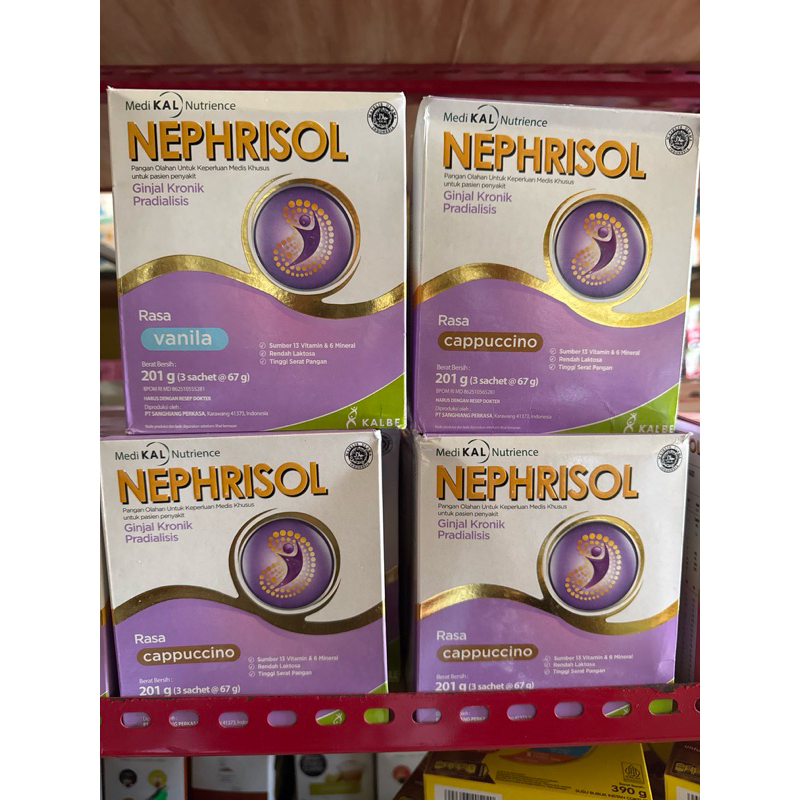 Medi KAL Nutrience
NEPHRISOL
Pangan Olahan Untuk Keperluan Medis Khusus
untuk pasien penyakit
Ginjal Kronik
Pradialisis
Rasa
vanila
Sumber 13 Vitamin & 6 Mineral
Rendah Laktosa
Tinggi Serat Pangan
Berat Bersih :
201 g (3 sachet @ 67 g)
BPOM RI MD 862510565281
HARUS DENGAN RESEP DOKTER
Diproduksi oleh :
PT SANGHIANG PERKASA, Karawang 41373, Indonesia
KALBE
Medi KAL Nutrience
NEPHRISOL
Pangan Olahan Untuk Keperluan Medis Khusus
untuk pasien penyakit
Ginjal Kronik
Pradialisis
Rasa
cappuccino
Sumber 13 Vitamin & 6 Mineral
Rendah Laktosa
Tinggi Serat Pangan
Berat Bersih :
201 g (3 sachet @ 67 g)
BPOM RI MD 862510565281
HARUS DENGAN RESEP DOKTER
Diproduksi oleh :
PT SANGHIANG PERKASA, Karawang 41373, Indonesia
KALBE
Medi KAL Nutrience
NEPHRISOL
Pangan Olahan Untuk Keperluan Medis Khusus
untuk pasien penyakit
Ginjal Kronik
Pradialisis
Rasa
cappuccino
Sumber 13 Vitamin & 6 Mineral
Rendah Laktosa
Tinggi Serat Pangan
Berat Bersih :
201 g (3 sachet @ 67 g)
Medi KAL Nutrience
NEPHRISOL
Pangan Olahan Untuk Keperluan Medis Khusus
untuk pasien penyakit
Ginjal Kronik
Pradialisis
Rasa
cappuccino
Sumber 13 Vitamin & 6 Mineral
Rendah Laktosa
Tinggi Serat Pangan
Berat Bersih :
201 g (3 sachet @ 67 g)
390 g